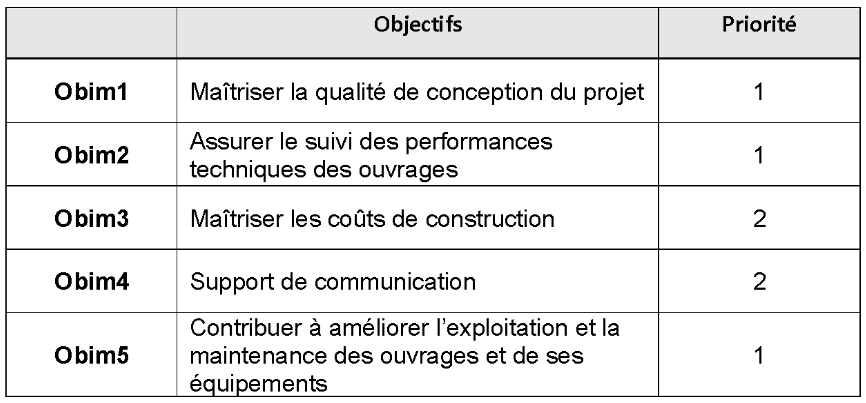 Objectifs Priorité
Obim1 Maîtriser la qualité de conception du projet 1
Obim2 Assurer le suivi des performances
techniques des ouvrages 1
Obim3 Maîtriser les coûts de construction 2
Obim4 Support de communication 2
Obim5 Contribuer à améliorer l'exploitation et la
maintenance des ouvrages et de ses
équipements 1